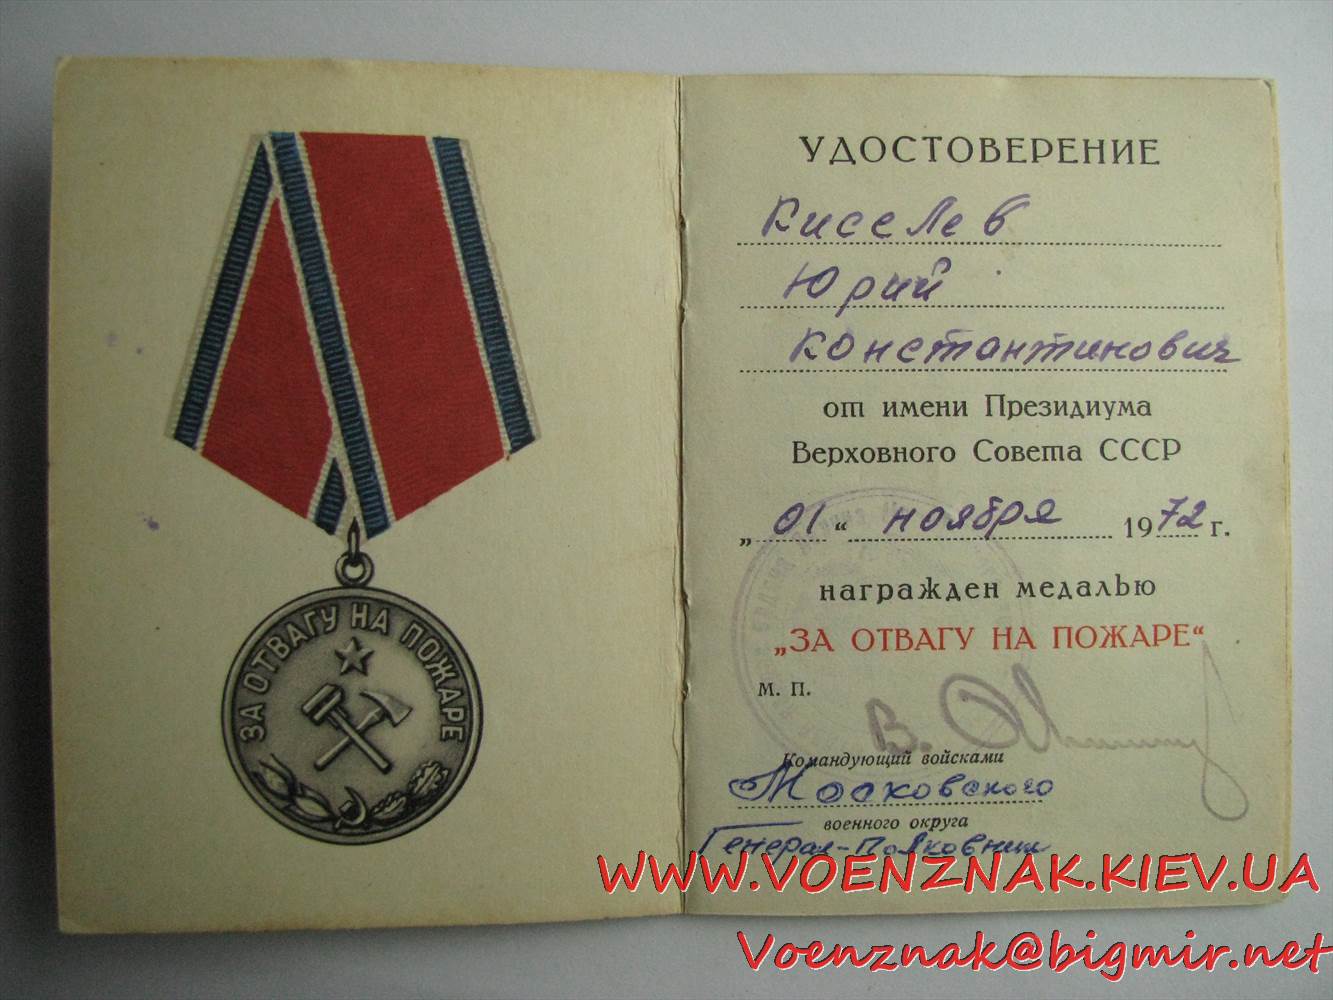 ЗА ОТВАГУ НА ПОЖАРЕ
УДОСТОВЕРЕНИЕ
Киселев
Юрий
Константинович
от имени Президиума
Верховного Совета СССР
„01“ ноября 1972 г.
награжден медалью
„ЗА ОТВАГУ НА ПОЖАРЕ“
М. П.
В.
Командующий войсками
Московского
военного округа
Генерал-Полковник
WWW.VOENZNAK.KIEV.UA
Voenznak@bigmir.net